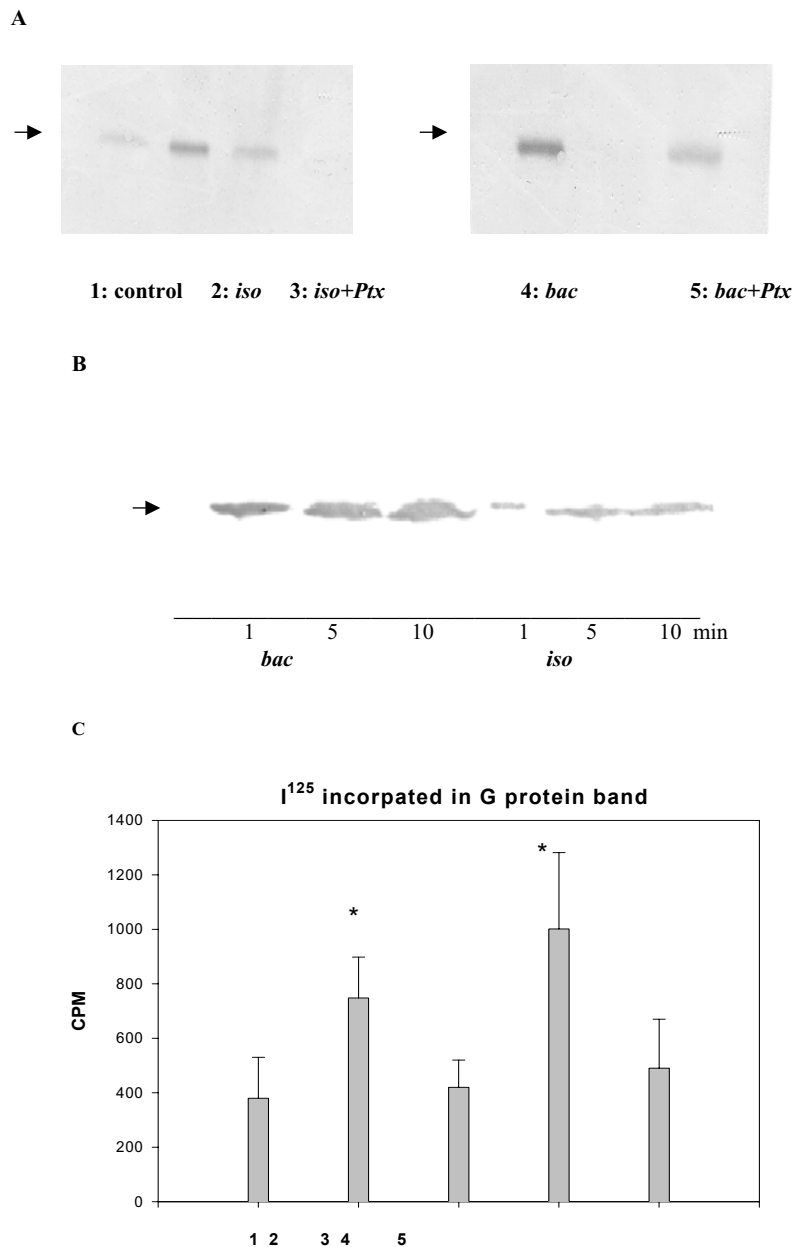 A
1: control 2: iso 3: iso+Ptx 4: bac 5: bac+Ptx
B
1 5 10 1 5 10 min
bac iso
C
I125 incorpated in G protein band
1400
1200
1000
800
600
400
200
0
CPM
*
*
1 2 3 4 5